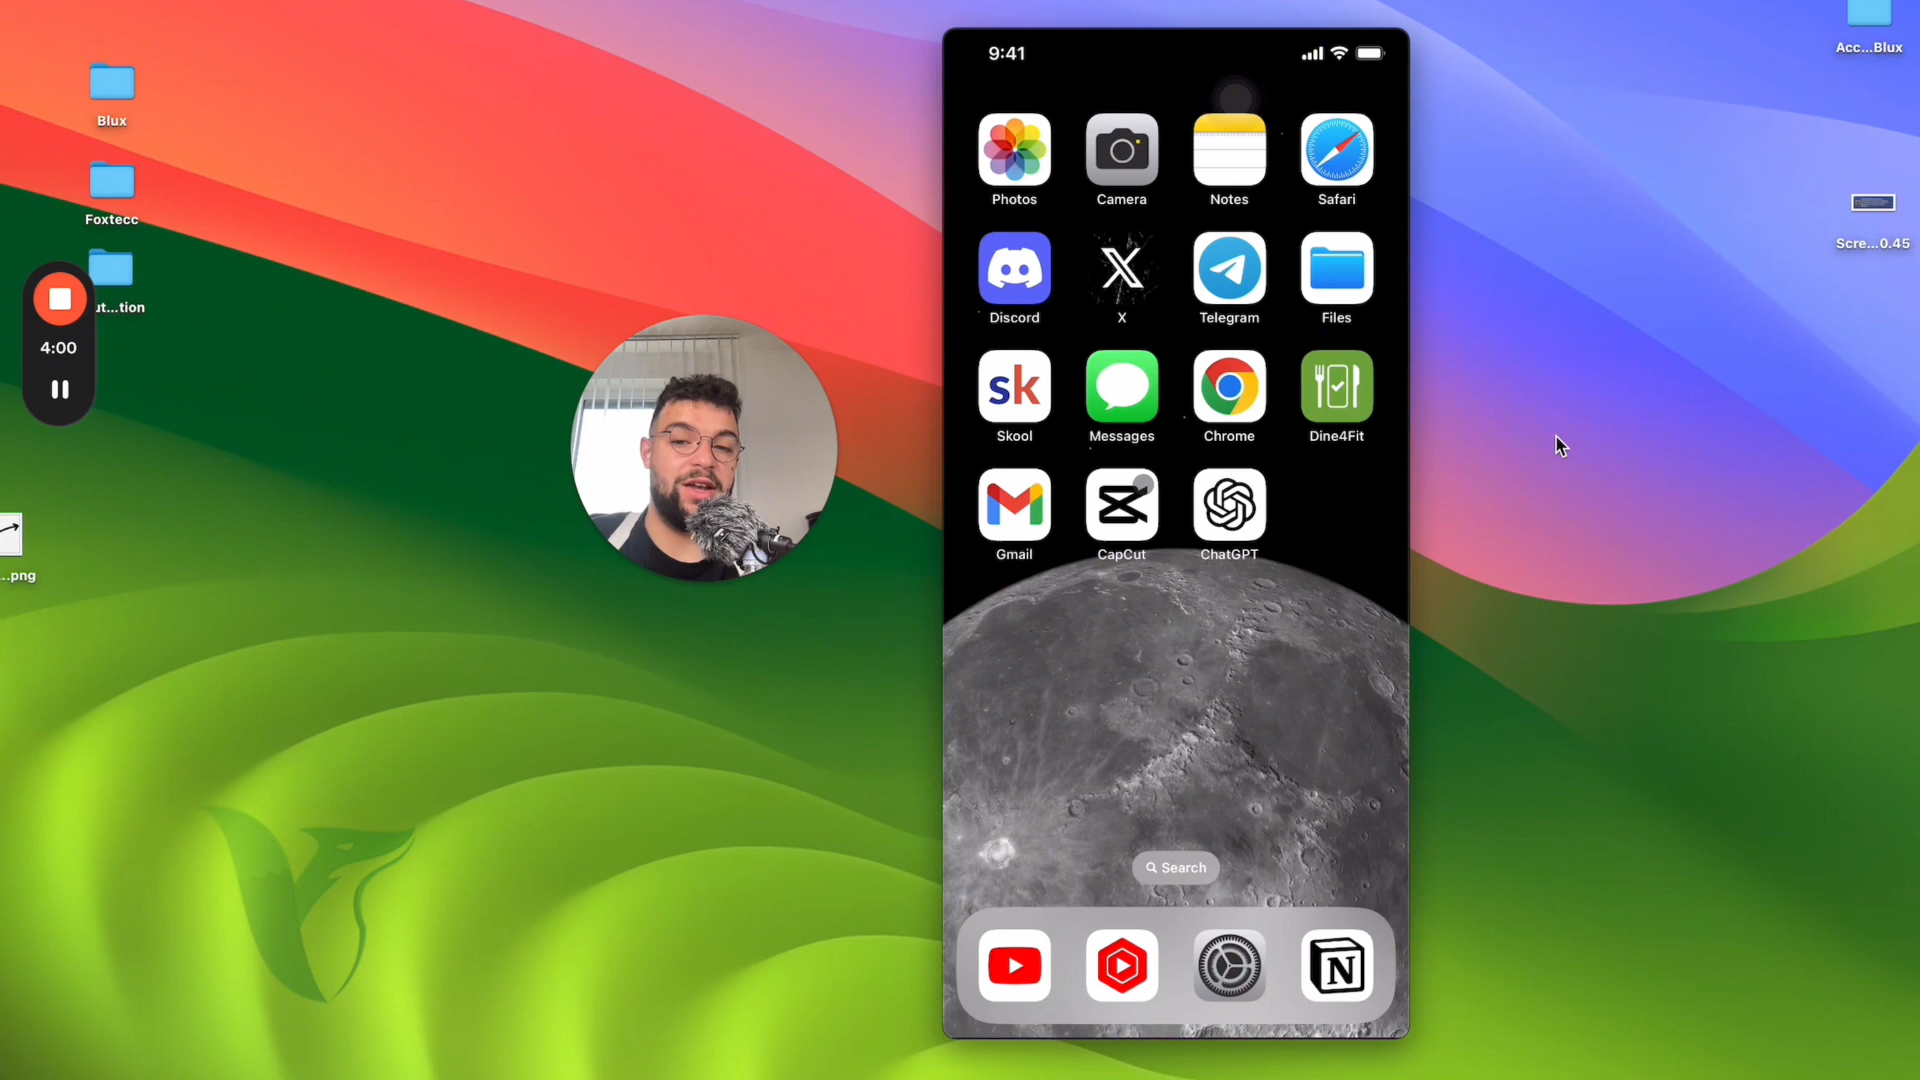 Blux
Foxtecc
ut...tion
4:00
...png
9:41
Photos
Camera
Notes
Safari
Discord
X
Telegram
Files
sk
Skool
Messages
Chrome
Dine4Fit
Gmail
CapCut
ChatGPT
Search
N
Acc...Blux
Scre...0.45